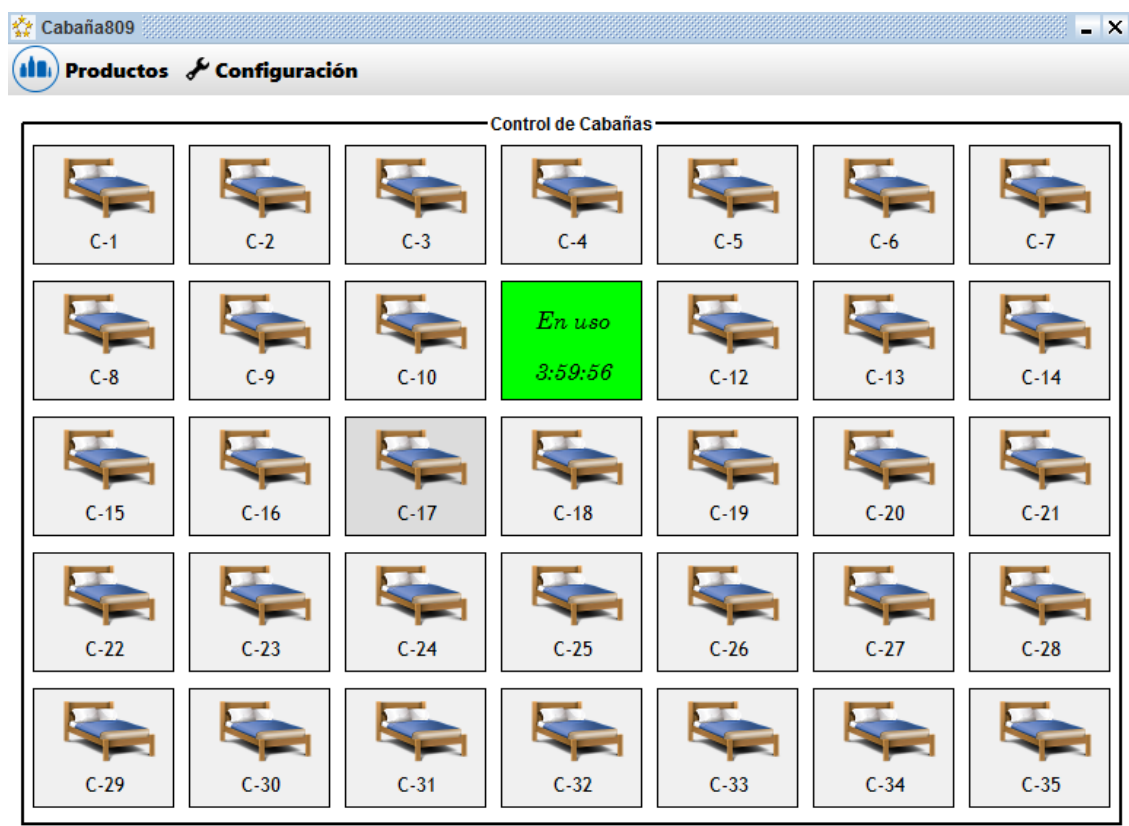 Cabaña809
Productos Configuración
Control de Cabañas
C-1 C-2 C-3 C-4 C-5 C-6 C-7
En uso
C-8 C-9 C-10 3:59:56 C-12 C-13 C-14
C-15 C-16 C-17 C-18 C-19 C-20 C-21
C-22 C-23 C-24 C-25 C-26 C-27 C-28
C-29 C-30 C-31 C-32 C-33 C-34 C-35